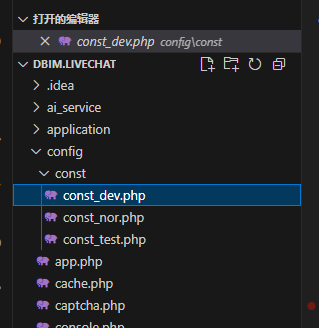 打开的编辑器
const_dev.php config\const
DBIM.LIVECHAT
.idea
ai_service
application
config
const
const_dev.php
const_nor.php
const_test.php
app.php
cache.php
captcha.php
console.php